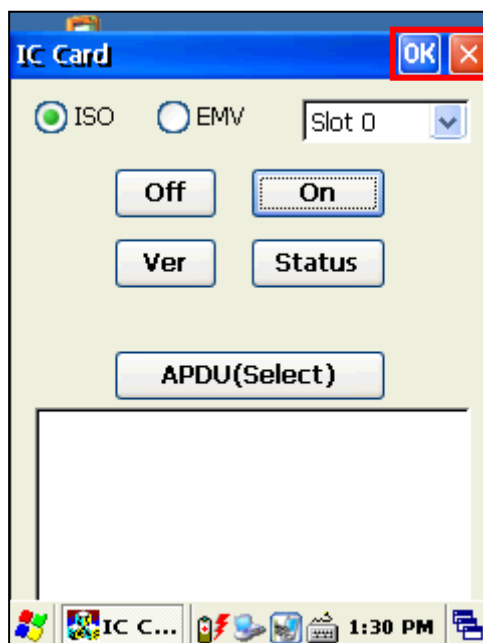 IC Card OK
ISO EMV Slot 0
Off On
Ver Status
APDU(Select)
IC C... 1:30 PM